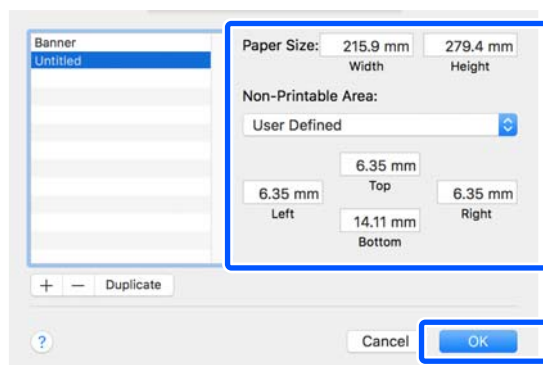 Banner
Untitled
Paper Size: 215.9 mm 279.4 mm
Width Height
Non-Printable Area:
User Defined
6.35 mm
Top
6.35 mm 6.35 mm
Left Right
14.11 mm
Bottom
+ − Duplicate
? Cancel OK